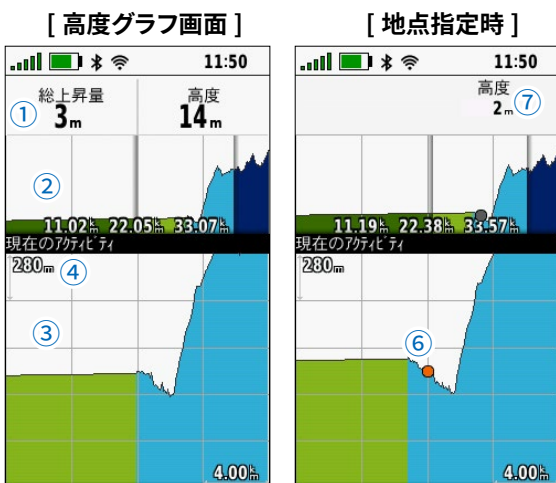 [ 高度グラフ画面 ]
11:50
① 総上昇量 3m
高度 14m
②
11.02km 22.05km 33.07km
現在のアクティビティ
280m ④
③
4.00km
[ 地点指定時 ]
11:50
高度 2m ⑦
11.19km 22.38km 33.57km
現在のアクティビティ
280m
⑥
4.00km